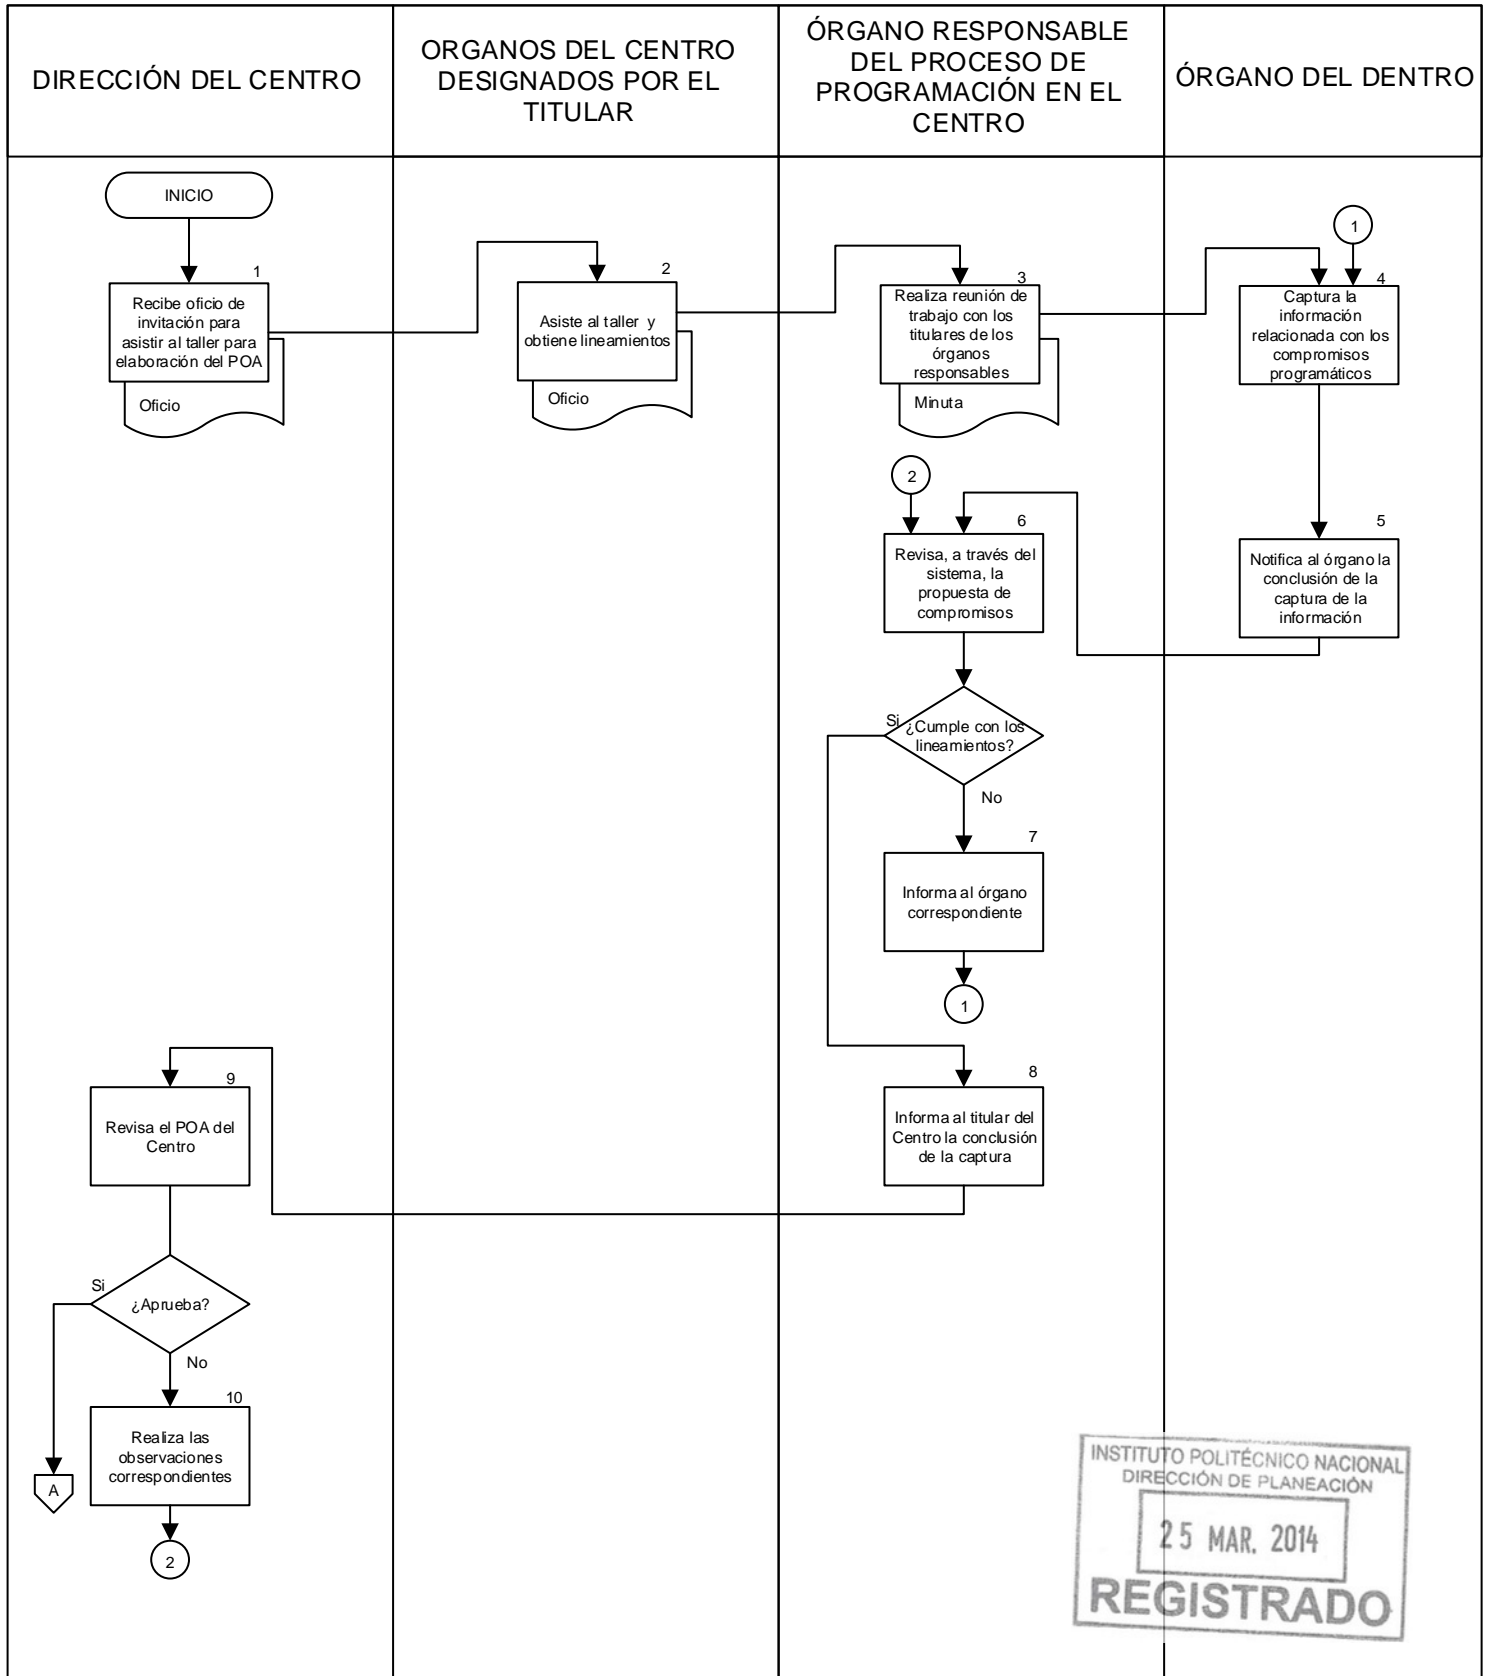 DIRECCIÓN DEL CENTRO
ORGANOS DEL CENTRO
DESIGNADOS POR EL
TITULAR
ÓRGANO RESPONSABLE
DEL PROCESO DE
PROGRAMACIÓN EN EL
CENTRO
ÓRGANO DEL DENTRO
INICIO
1
Recibe oficio de
invitación para
asistir al taller para
elaboración del POA
Oficio
2
Asiste al taller y
obtiene lineamientos
Oficio
3
Realiza reunión de
trabajo con los
titulares de los
órganos
responsables
Minuta
1
4
Captura la
información
relacionada con los
compromisos
programáticos
5
Notifica al órgano la
conclusión de la
captura de la
información
2
6
Revisa, a través del
sistema, la
propuesta de
compromisos
Si
¿Cumple con los
lineamientos?
No
7
Informa al órgano
correspondiente
1
8
Informa al titular del
Centro la conclusión
de la captura
9
Revisa el POA del
Centro
Si
¿Aprueba?
No
A
10
Realiza las
observaciones
correspondientes
2
INSTITUTO POLITÉCNICO NACIONAL
DIRECCIÓN DE PLANEACIÓN
25 MAR. 2014
REGISTRADO